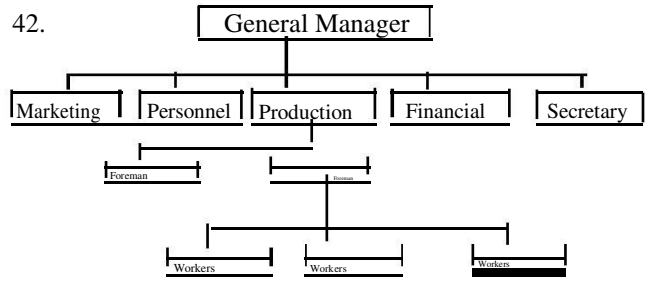 42.
General Manager
Marketing Personnel Production Financial Secretary
Foreman Foreman
Workers Workers Workers